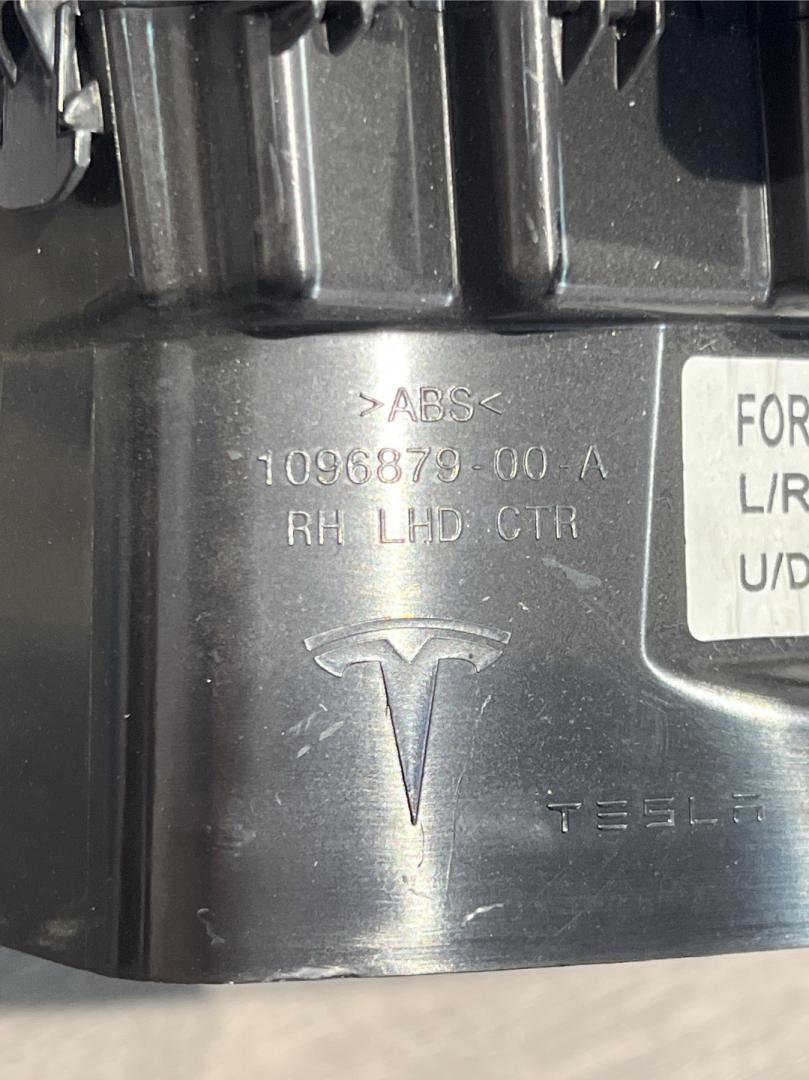 >ABS<
1096879-00-A
RH LHD CTR
TESLA
FOR
L/R
U/D